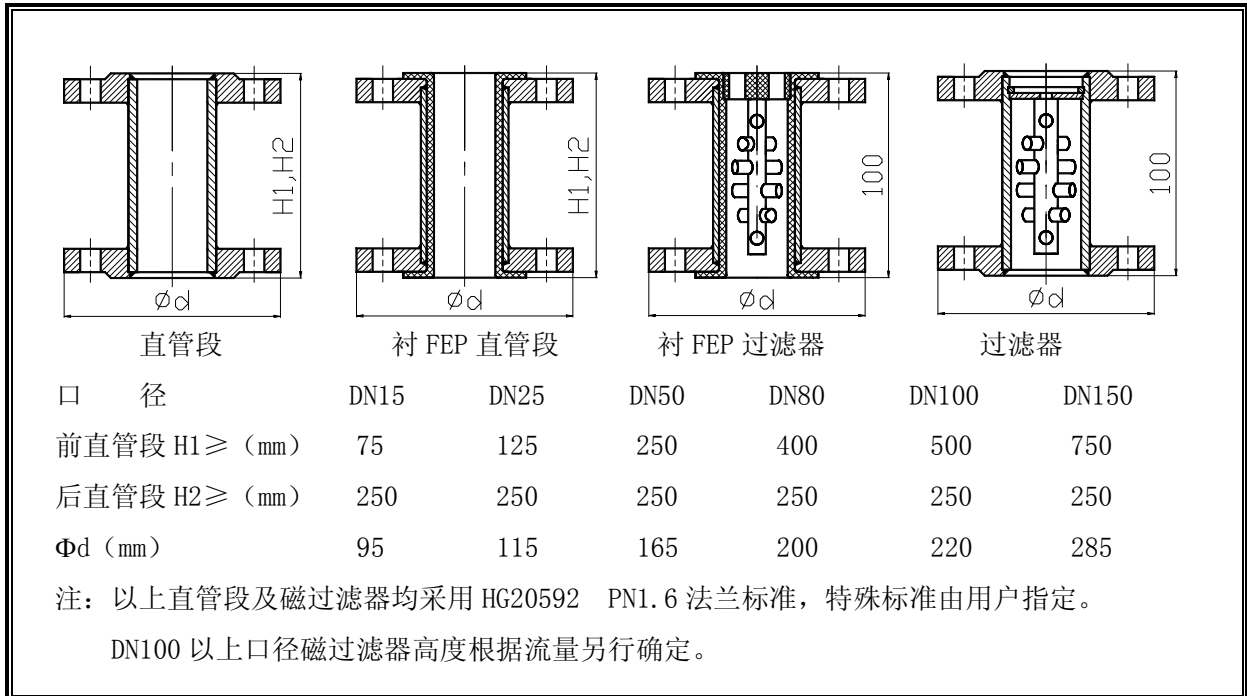 H1,H2
H1,H2
100
100
Ød
Ød
Ød
Ød
直管段 衬 FEP 直管段 衬 FEP 过滤器 过滤器
口 径 DN15 DN25 DN50 DN80 DN100 DN150
前直管段 H1≥（mm） 75 125 250 400 500 750
后直管段 H2≥（mm） 250 250 250 250 250 250
Φd（mm） 95 115 165 200 220 285
注：以上直管段及磁过滤器均采用 HG20592 PN1.6 法兰标准，特殊标准由用户指定。
DN100 以上口径磁过滤器高度根据流量另行确定。